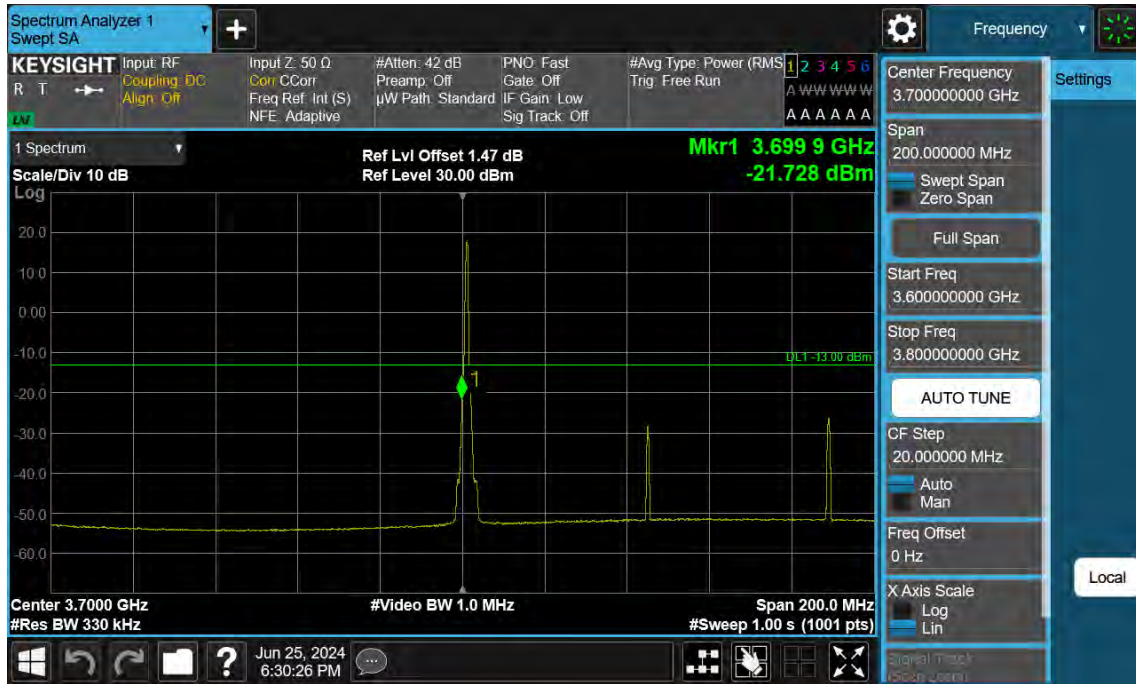 Spectrum Analyzer 1
Swept SA
+
Frequency
KEYSIGHT
R T
LXI
Input: RF
Coupling: DC
Align: Off
Input Z: 50 Ω
Corr CCorr
Freq Ref: Int (S)
NFE: Adaptive
#Atten: 42 dB
Preamp: Off
µW Path: Standard
PNO: Fast
Gate: Off
IF Gain: Low
Sig Track: Off
#Avg Type: Power (RMS
Trig: Free Run
1 2 3 4 5 6
A W W W W W
A A A A A A
1 Spectrum
Scale/Div 10 dB
Log
Ref Lvl Offset 1.47 dB
Ref Level 30.00 dBm
Mkr1 3.699 9 GHz
-21.728 dBm
20.0
10.0
0.00
-10.0
-20.0
-30.0
-40.0
-50.0
-60.0
DL1 -13.00 dBm
1
Center 3.7000 GHz
#Res BW 330 kHz
#Video BW 1.0 MHz
Span 200.0 MHz
#Sweep 1.00 s (1001 pts)
Center Frequency
3.700000000 GHz
Settings
Span
200.000000 MHz
Swept Span
Zero Span
Full Span
Start Freq
3.600000000 GHz
Stop Freq
3.800000000 GHz
AUTO TUNE
CF Step
20.000000 MHz
Auto
Man
Freq Offset
0 Hz
X Axis Scale
Log
Lin
Signal Track
(Span Zoom)
Local
?
Jun 25, 2024
6:30:26 PM